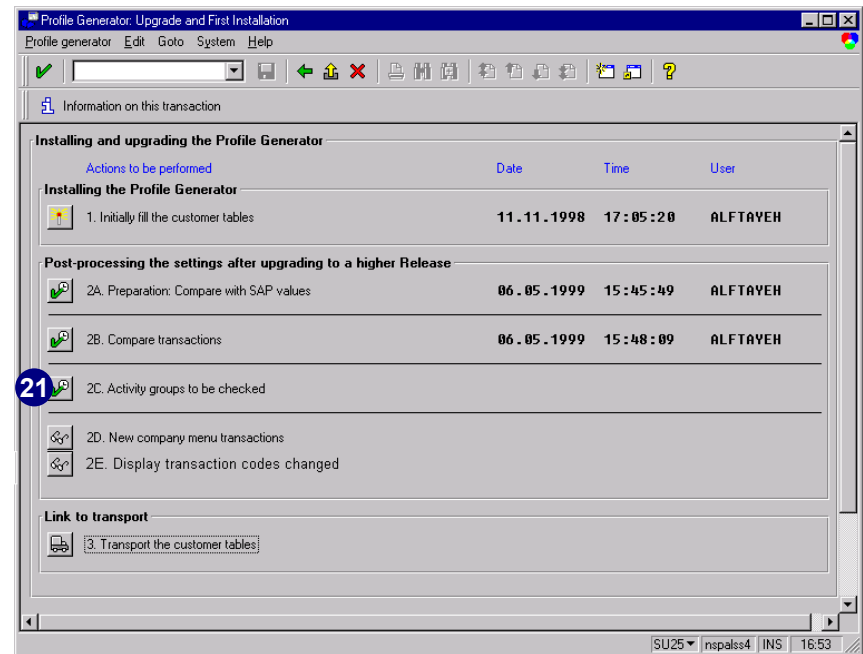 Profile Generator: Upgrade and First Installation
Profile generator Edit Goto System Help
Information on this transaction
Installing and upgrading the Profile Generator
Actions to be performed Date Time User
Installing the Profile Generator
1. Initially fill the customer tables 11.11.1998 17:05:20 ALFTAYEH
Post-processing the settings after upgrading to a higher Release
2A. Preparation: Compare with SAP values 06.05.1999 15:45:49 ALFTAYEH
2B. Compare transactions 06.05.1999 15:48:09 ALFTAYEH
21 2C. Activity groups to be checked
2D. New company menu transactions
2E. Display transaction codes changed
Link to transport
3. Transport the customer tables
SU25 nspalss4 INS 16:53